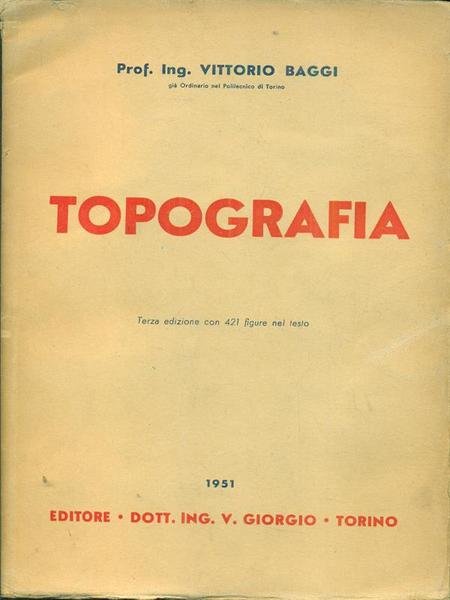 Prof. Ing. VITTORIO BAGGI
già Ordinario nel Politecnico di Torino
TOPOGRAFIA
Terza edizione con 421 figure nel testo
1951
EDITORE • DOTT. ING. V. GIORGIO • TORINO